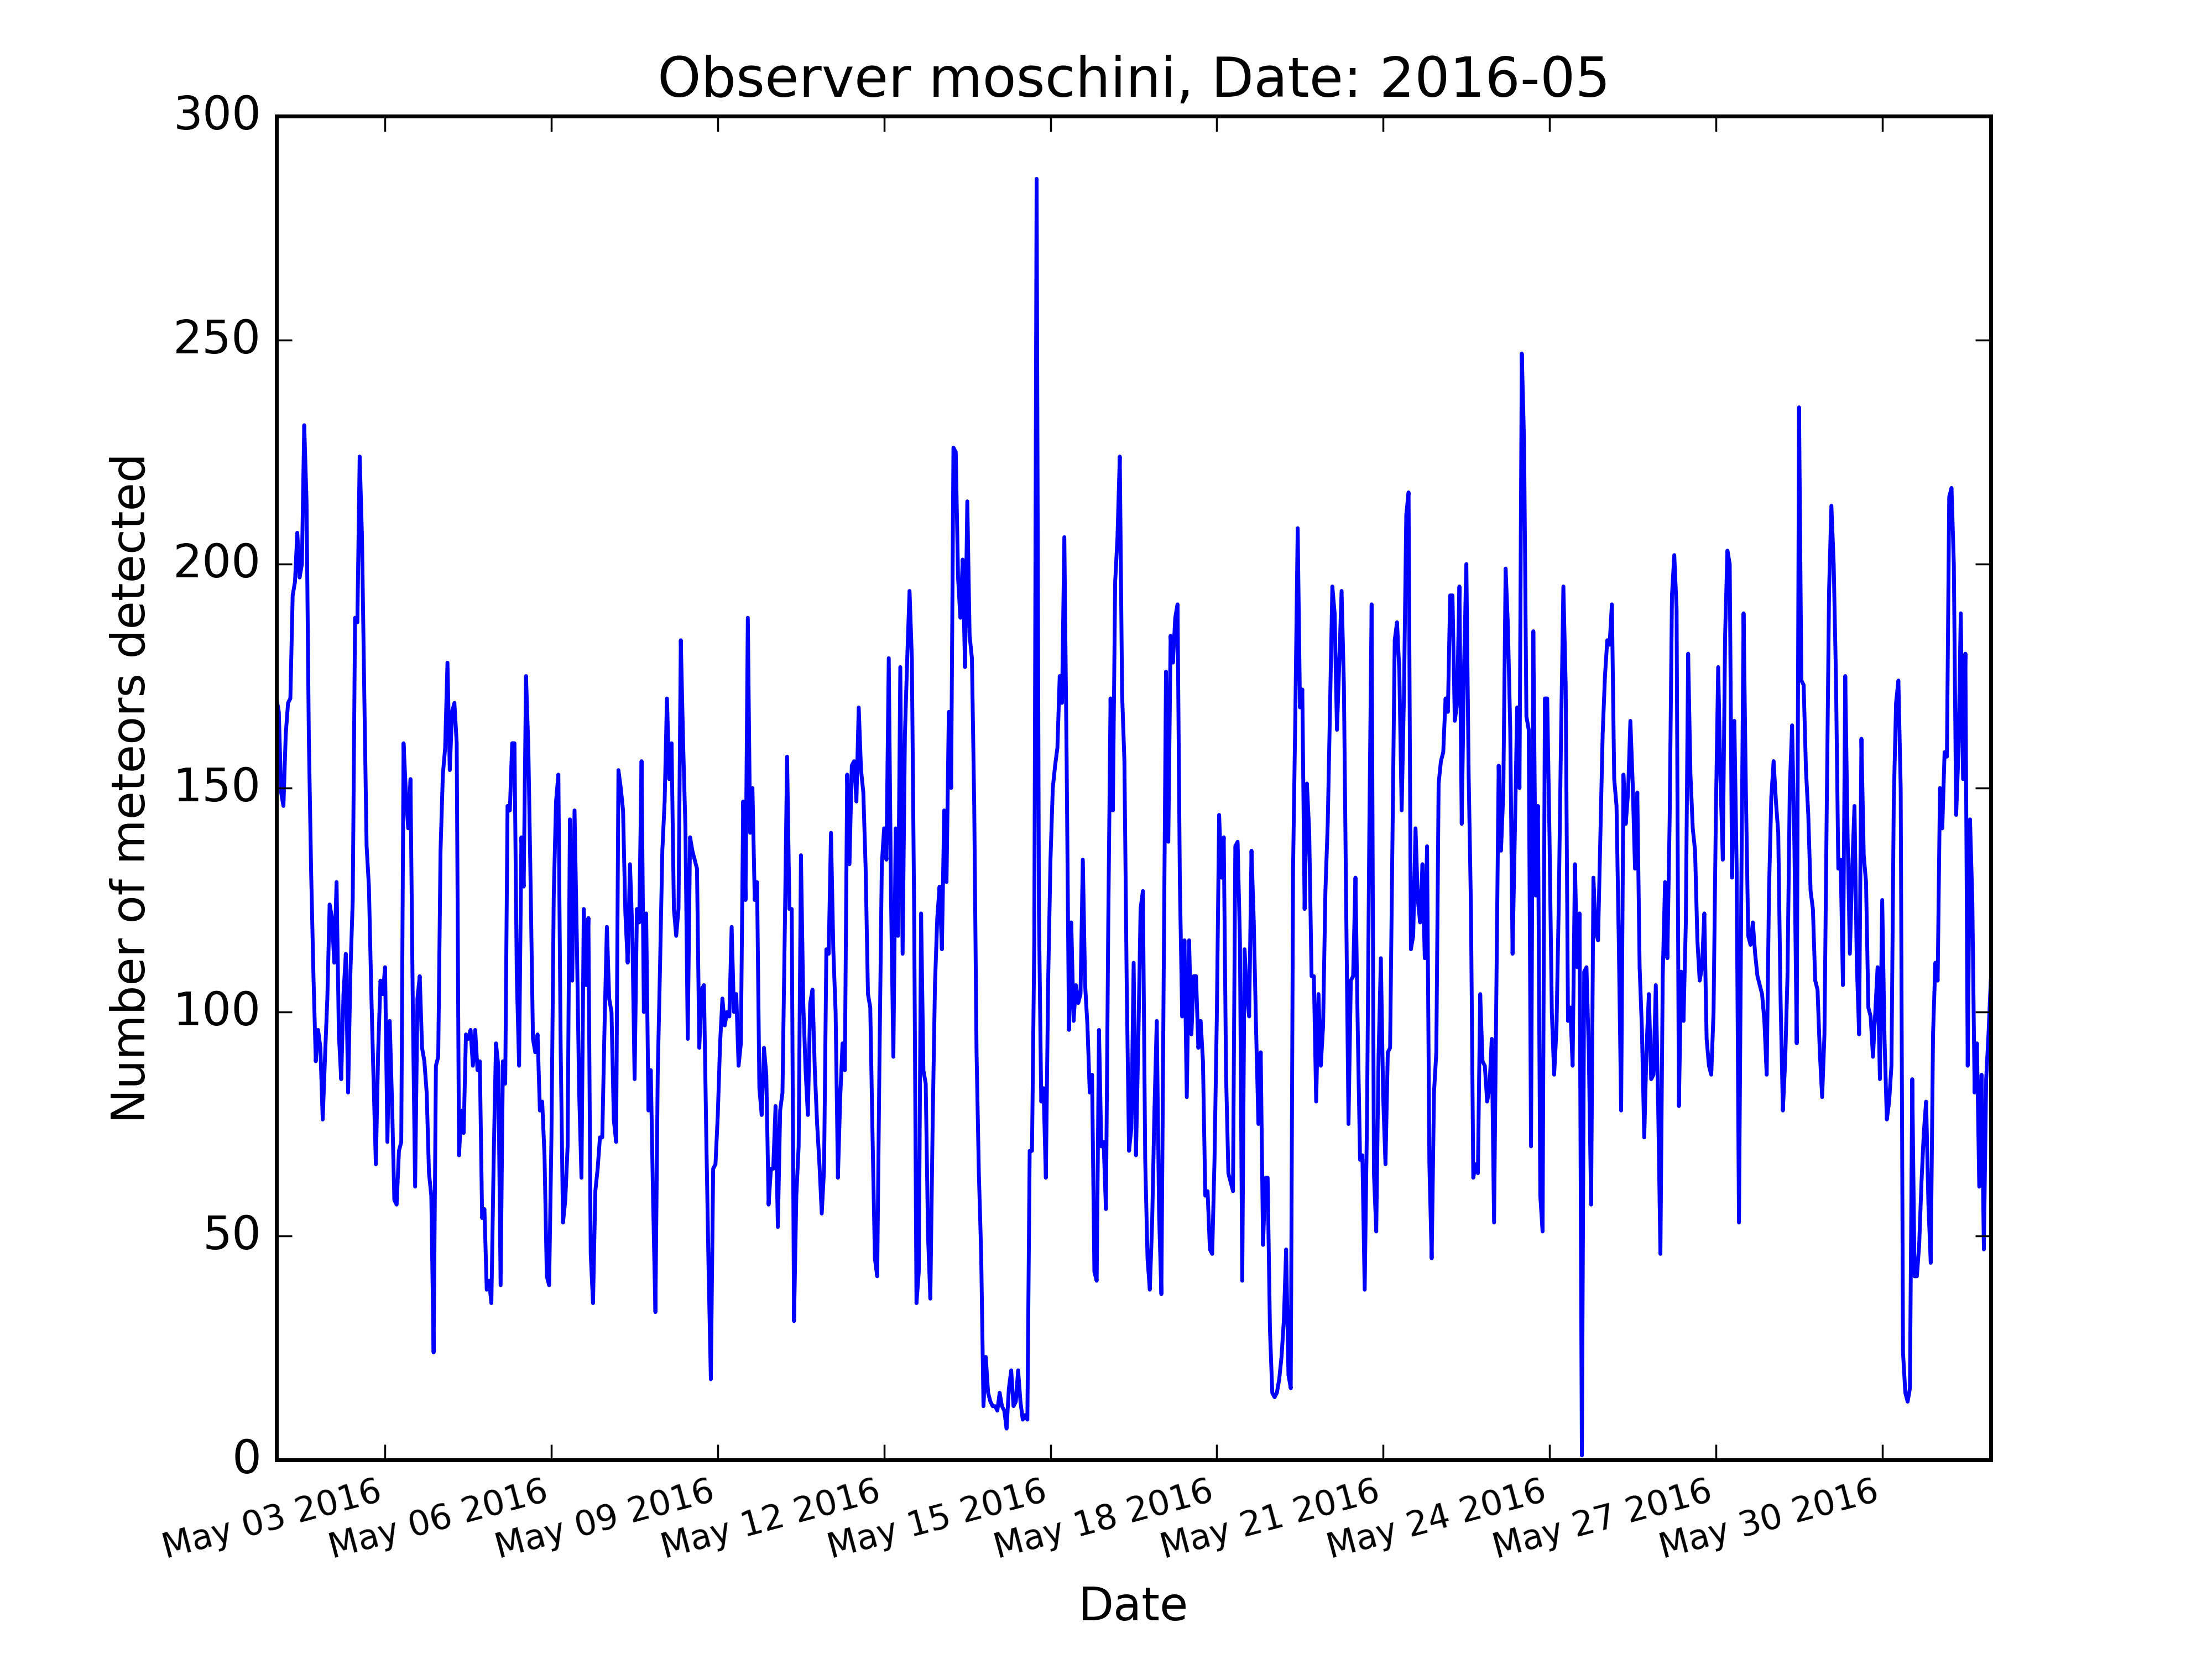 Observer moschini, Date: 2016-05
300
250
200
150
100
50
0
Number of meteors detected
May 03 2016
May 06 2016
May 09 2016
May 12 2016
May 15 2016
May 18 2016
May 21 2016
May 24 2016
May 27 2016
May 30 2016
Date